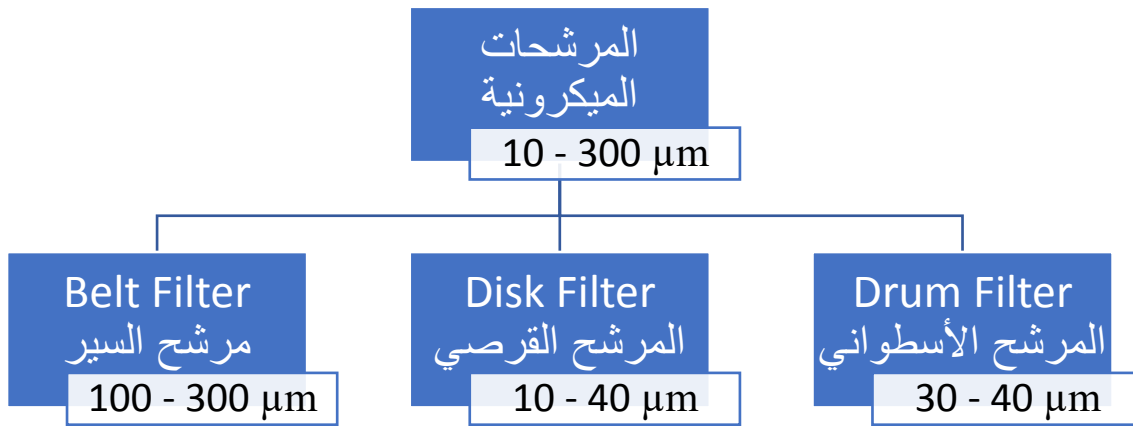 المرشحات
الميكرونية
10 - 300 µm
Belt Filter
مرشح السير
100 - 300 µm
Disk Filter
المرشح القرصي
10 - 40 µm
Drum Filter
المرشح الأسطواني
30 - 40 µm